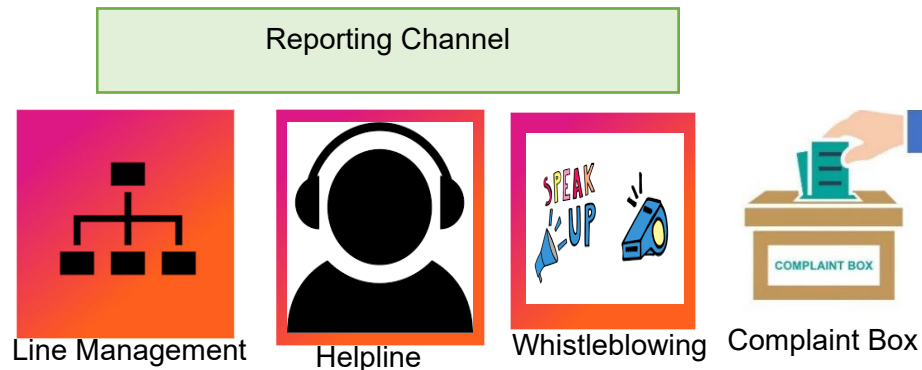 Reporting Channel
SPEAK
UP
COMPLAINT BOX
Line Management
Helpline
Whistleblowing
Complaint Box